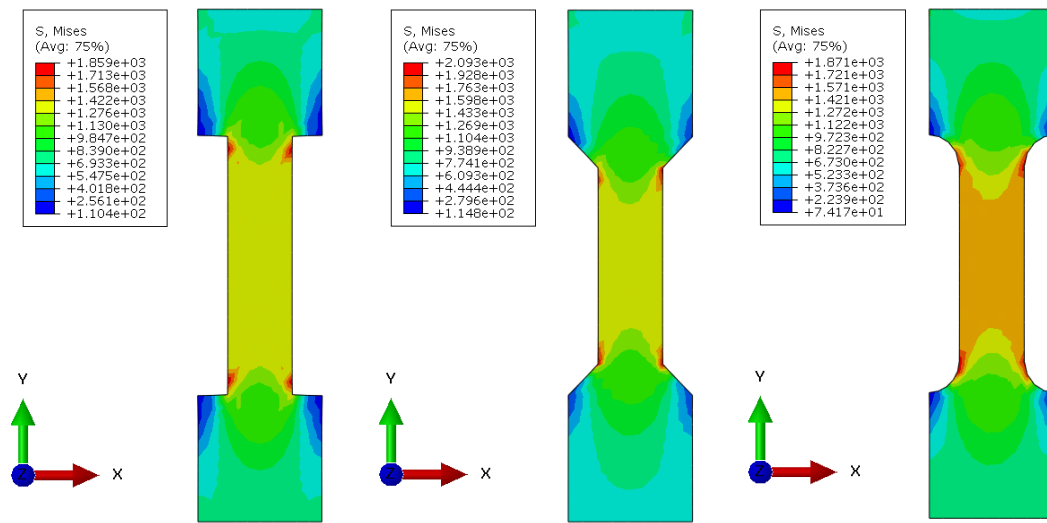 S, Mises
(Avg: 75%)
+1.859e+03
+1.713e+03
+1.568e+03
+1.422e+03
+1.276e+03
+1.130e+03
+9.847e+02
+8.390e+02
+6.933e+02
+5.475e+02
+4.018e+02
+2.561e+02
+1.104e+02
Y
Z
X
S, Mises
(Avg: 75%)
+2.093e+03
+1.928e+03
+1.763e+03
+1.598e+03
+1.433e+03
+1.269e+03
+1.104e+03
+9.389e+02
+7.741e+02
+6.093e+02
+4.444e+02
+2.796e+02
+1.148e+02
Y
Z
X
S, Mises
(Avg: 75%)
+1.871e+03
+1.721e+03
+1.571e+03
+1.421e+03
+1.272e+03
+1.122e+03
+9.723e+02
+8.227e+02
+6.730e+02
+5.233e+02
+3.736e+02
+2.239e+02
+7.417e+01
Y
Z
X